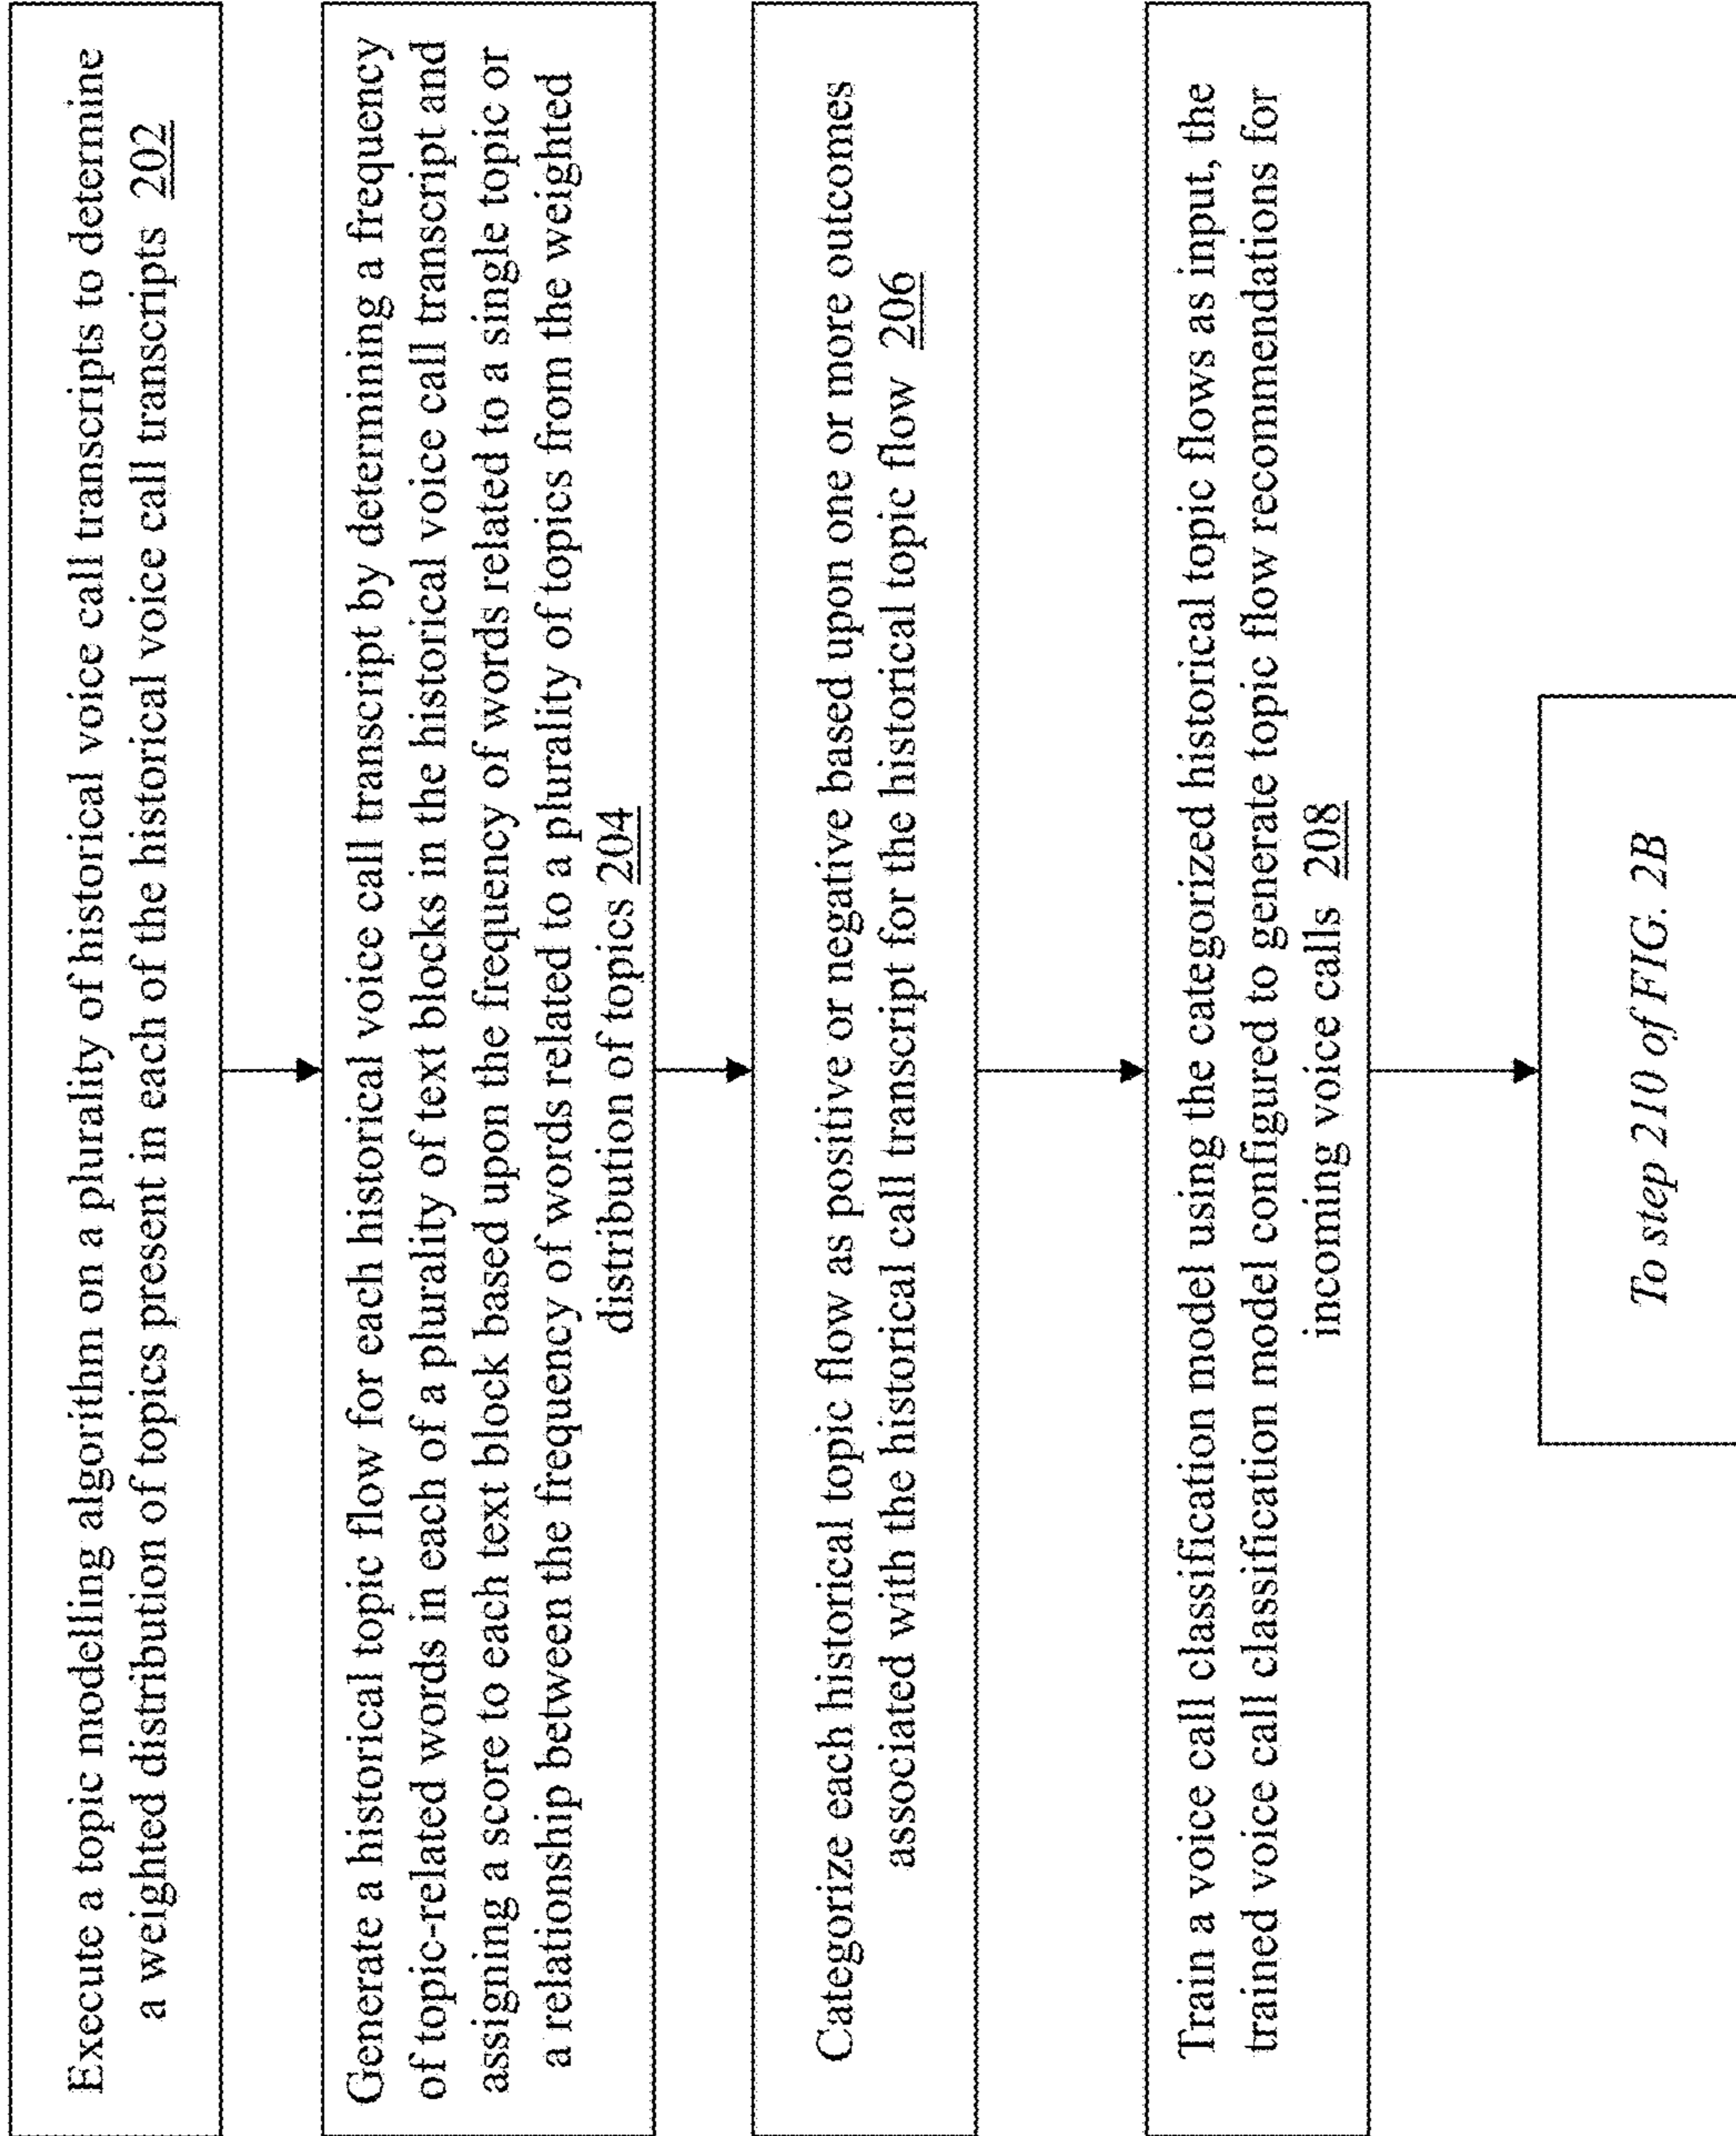 Execute a topic modelling algorithm on a plurality of historical voice call transcripts to determine
a weighted distribution of topics present in each of the historical voice call transcripts 202
Generate a historical topic flow for each historical voice call transcript by determining a frequency
of topic-related words in each of a plurality of text blocks in the historical voice call transcript and
assigning a score to each text block based upon the frequency of words related to a single topic or
a relationship between the frequency of words related to a plurality of topics from the weighted
distribution of topics 204
Categorize each historical topic flow as positive or negative based upon one or more outcomes
associated with the historical call transcript for the historical topic flow 206
Train a voice call classification model using the categorized historical topic flows as input, the
trained voice call classification model configured to generate topic flow recommendations for
incoming voice calls 208
To step 210 of FIG. 2B